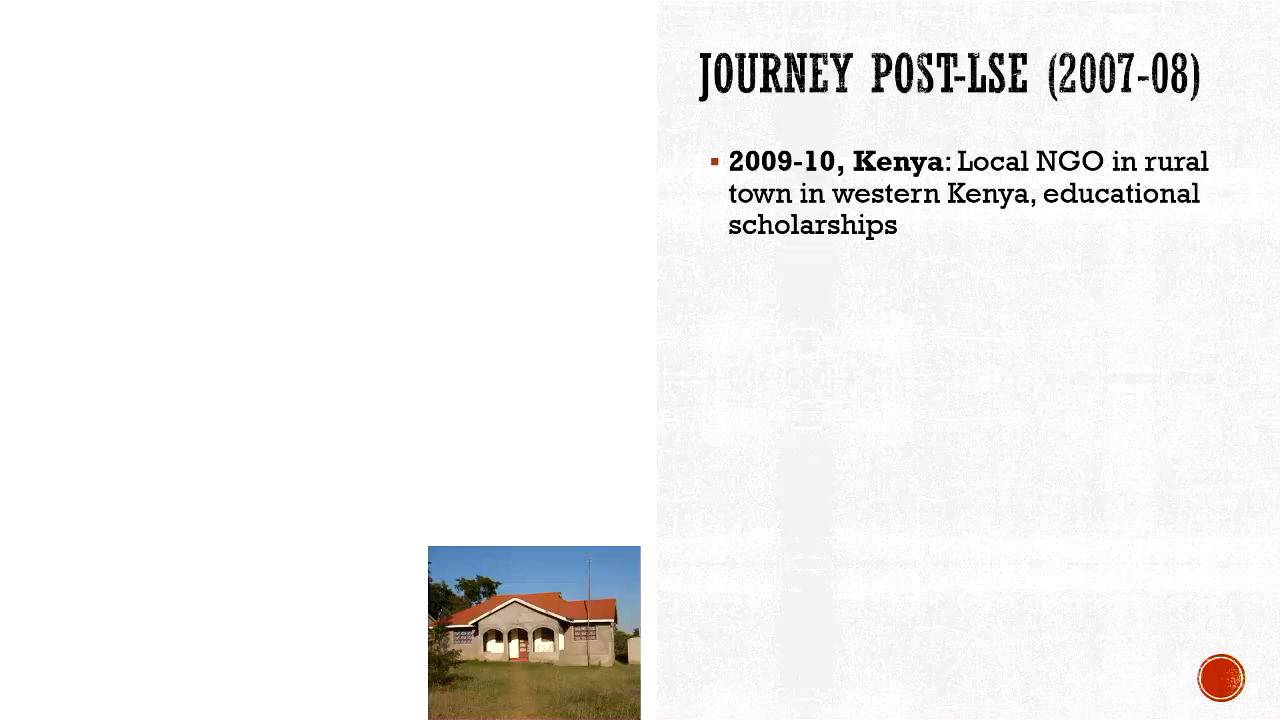 JOURNEY POST-LSE (2007-08)
▪ 2009-10, Kenya: Local NGO in rural
town in western Kenya, educational
scholarships